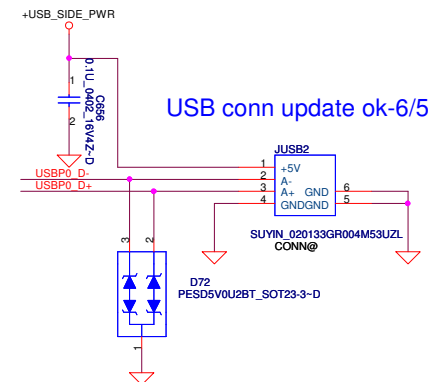 +USB_SIDE_PWR
1
2
C656
0.1U_0402_16V4Z~D
USB conn update ok-6/5
JUSB2
USBP0_D-
USBP0_D+
1 +5V
2 A-
3 A+ GND 6
4 GNDGND 5
SUYIN_020133GR004M53UZL
CONN@
3 2
D72
PESD5V0U2BT_SOT23-3~D
1